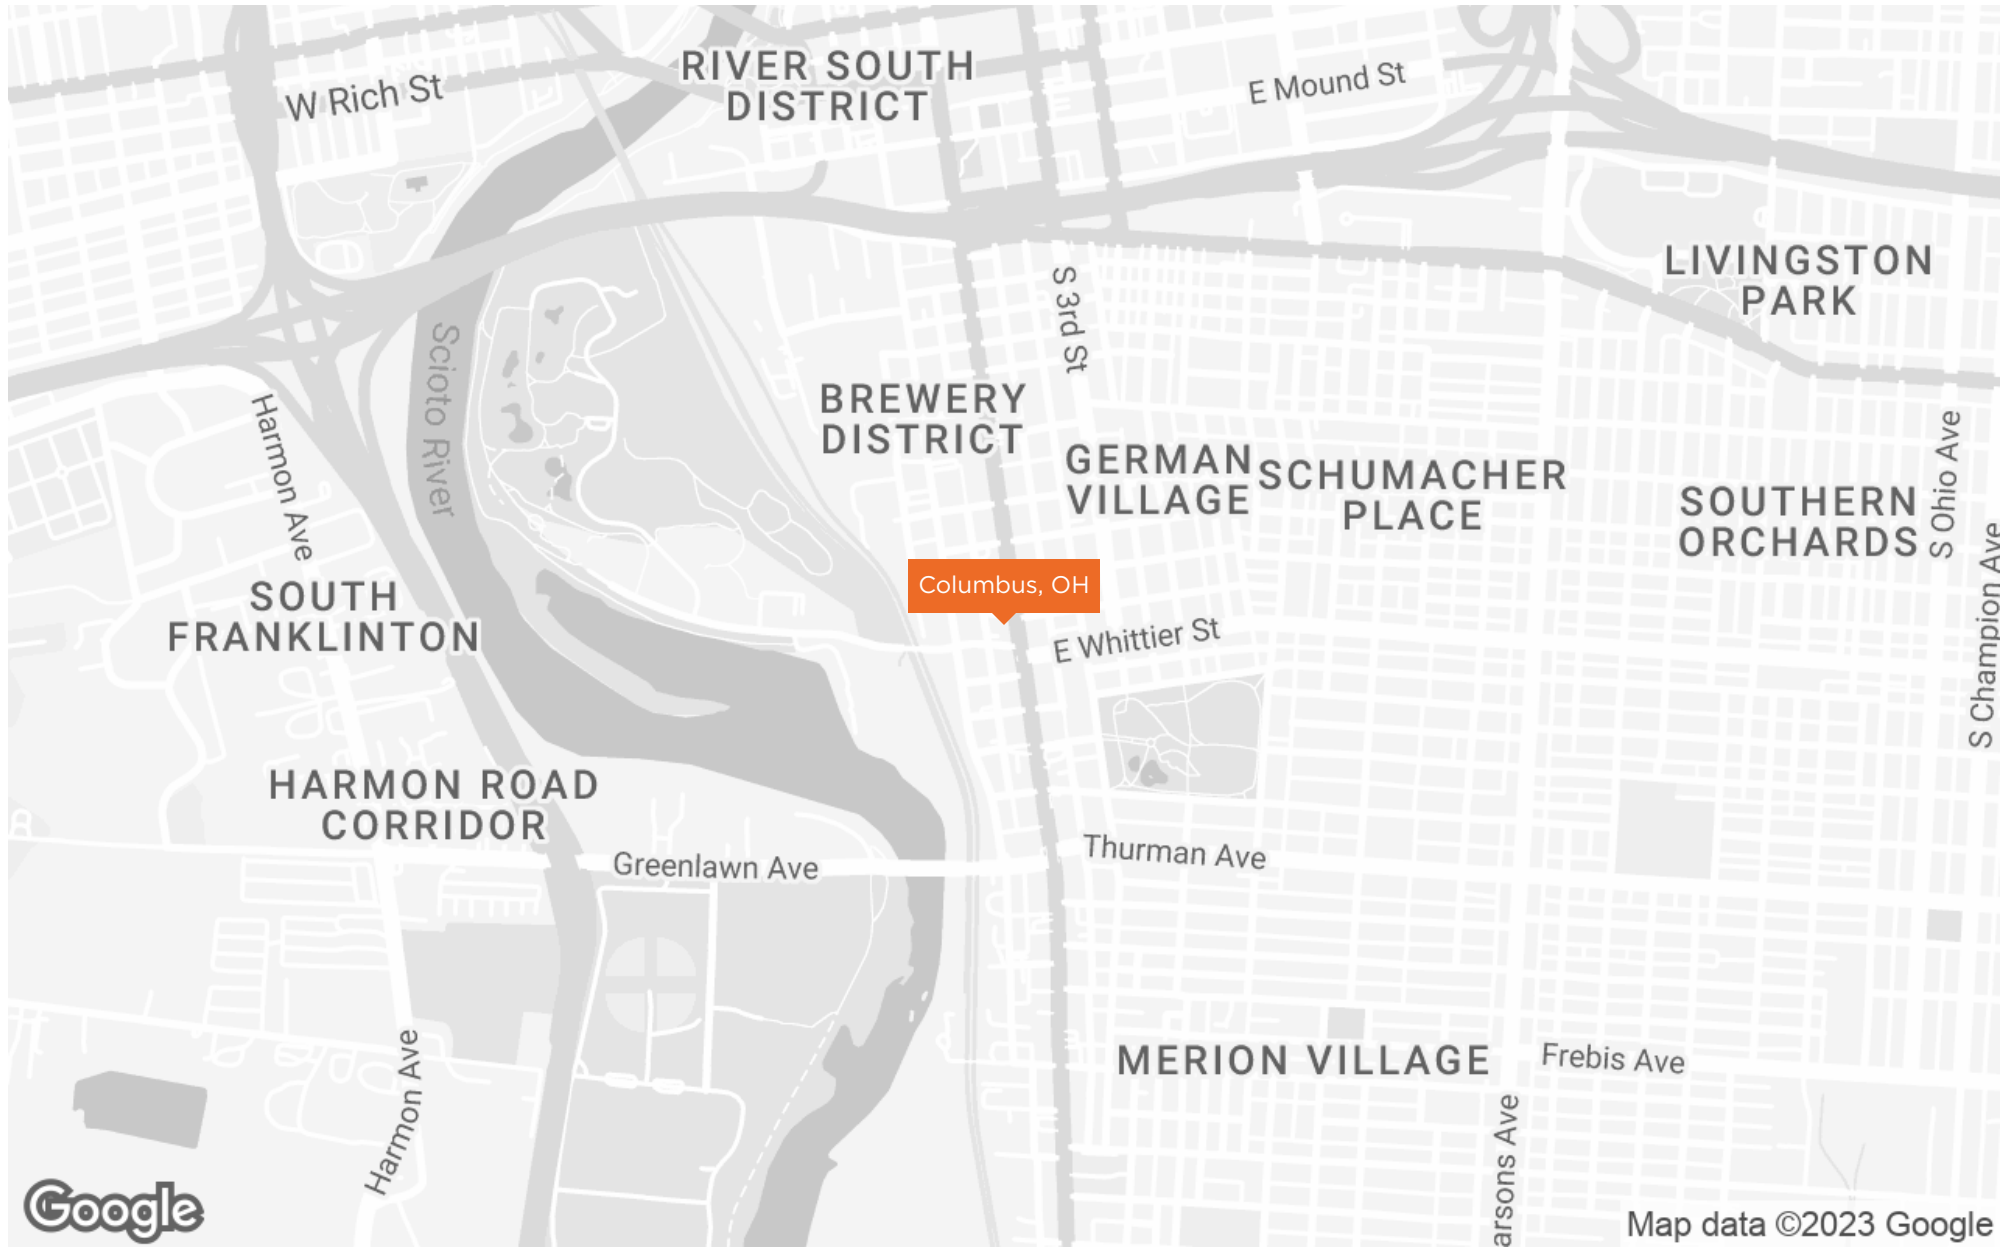 RIVER SOUTH
DISTRICT
W Rich St
E Mound St
LIVINGSTON
PARK
S 3rd St
Scioto River
BREWERY
DISTRICT
Harmon Ave
GERMAN
VILLAGE
SCHUMACHER
PLACE
SOUTHERN
ORCHARDS
S Ohio Ave
S Champion Ave
Columbus, OH
SOUTH
FRANKLINTON
E Whittier St
HARMON ROAD
CORRIDOR
Greenlawn Ave
Thurman Ave
MERION VILLAGE
Frebis Ave
Harmon Ave
arsons Ave
Google
Map data ©2023 Google